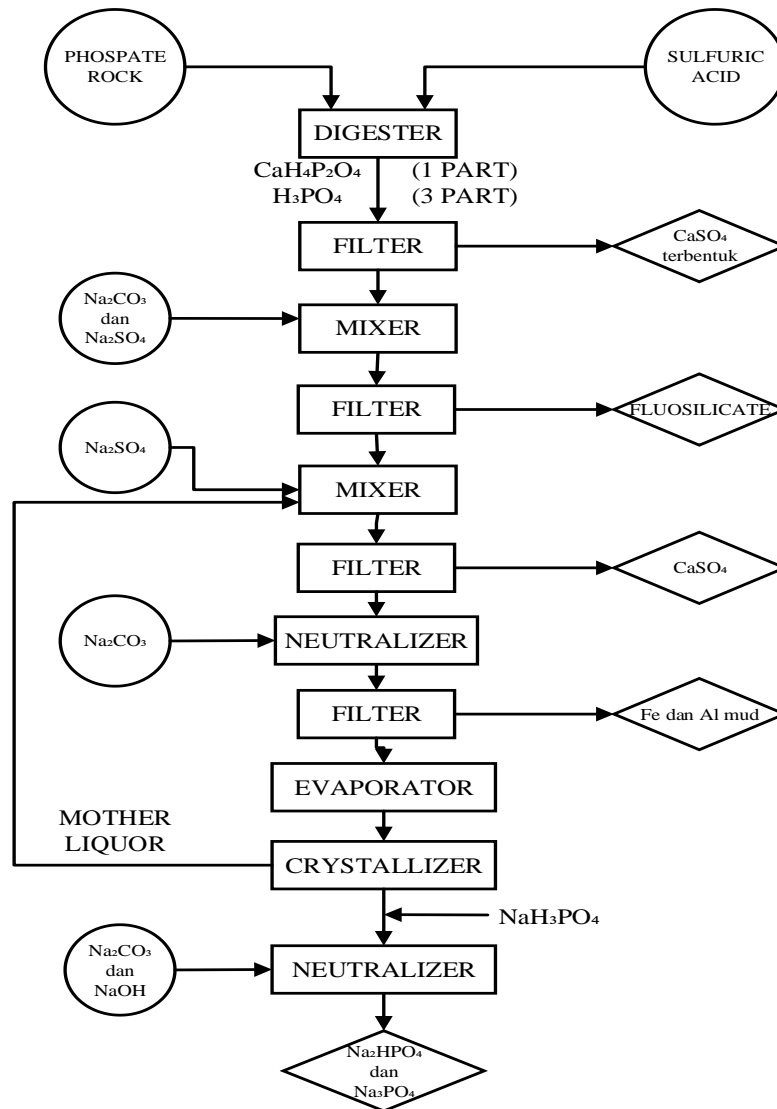 PHOSPATE
ROCK
SULFURIC
ACID
DIGESTER
CaH₄P₂O₄ (1 PART)
H₃PO₄ (3 PART)
FILTER
CaSO₄
terbentuk
Na₂CO₃
dan
Na₂SO₄
MIXER
FILTER
FLUOSILICATE
Na₂SO₄
MIXER
FILTER
CaSO₄
Na₂CO₃
NEUTRALIZER
FILTER
Fe dan Al mud
EVAPORATOR
MOTHER
LIQUOR
CRYSTALLIZER
NaH₃PO₄
Na₂CO₃
dan
NaOH
NEUTRALIZER
Na₂HPO₄
dan
Na₃PO₄